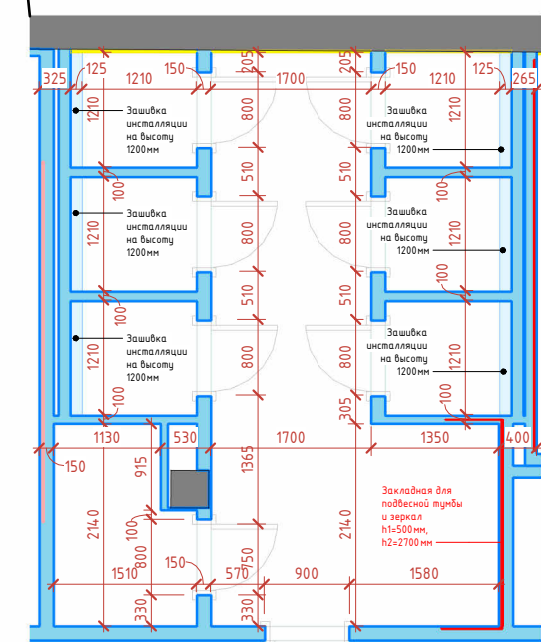 205
205
325
125
1210
150
1700
150
1210
125
265
1210
Зашивка
инсталляции
на высоту
1200мм
800
800
Зашивка
инсталляции
на высоту
1200мм
1210
100
510
510
100
1210
Зашивка
инсталляции
на высоту
1200мм
800
800
Зашивка
инсталляции
на высоту
1200мм
1210
100
510
510
100
1210
Зашивка
инсталляции
на высоту
1200мм
800
800
Зашивка
инсталляции
на высоту
1200мм
1210
100
305
100
1130
530
1700
1350
400
150
915
1365
2140
100
800
2140
Закладная для
подвесной тумбы
и зеркал
h1=500мм,
h2=2700мм
750
1510
150
570
900
1580
330
330